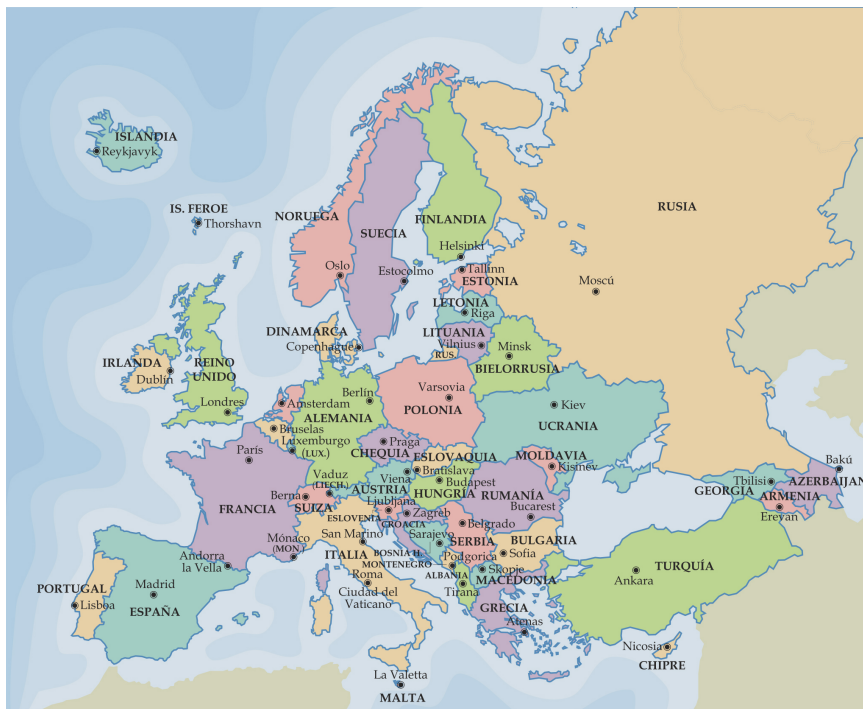 ISLANDIA
Reykjavyk
IS. FEROE
Thorshavn
NORUEGA
SUECIA
FINLANDIA
RUSIA
Helsinki
Oslo
Estocolmo
Tallinn
ESTONIA
Moscú
LETONIA
Riga
DINAMARCA
Copenhague
LITUANIA
Vilnius
RUS.
Minsk
BIELORRUSIA
IRLANDA
Dublín
REINO
UNIDO
Londres
Amsterdam
Berlín
ALEMANIA
Varsovia
POLONIA
Kiev
UCRANIA
Bruselas
Luxemburgo
(LUX.)
Praga
CHEQUIA
ESLOVAQUIA
Bratislava
MOLDAVIA
Kisinev
París
Viena
Budapest
Vaduz
(LIECH.)
AUSTRIA
HUNGRÍA
RUMANÍA
Bakú
Tbilisi
AZERBAIJAN
GEORGIA
ARMENIA
Erevan
Berna
SUIZA
FRANCIA
Ljubljana
ESLOVENIA
Zagreb
CROACIA
Bucarest
Belgrado
San Marino
Sarajevo
SERBIA
BULGARIA
Mónaco
(MON.)
ITALIA
BOSNIA H.
MONTENEGRO
Podgorica
Sofia
Andorra
la Vella
Roma
Ciudad del
Vaticano
ALBANIA
Skopie
MACEDONIA
Tirana
TURQUÍA
Ankara
PORTUGAL
Lisboa
Madrid
ESPAÑA
GRECIA
Atenas
Nicosia
CHIPRE
La Valetta
MALTA